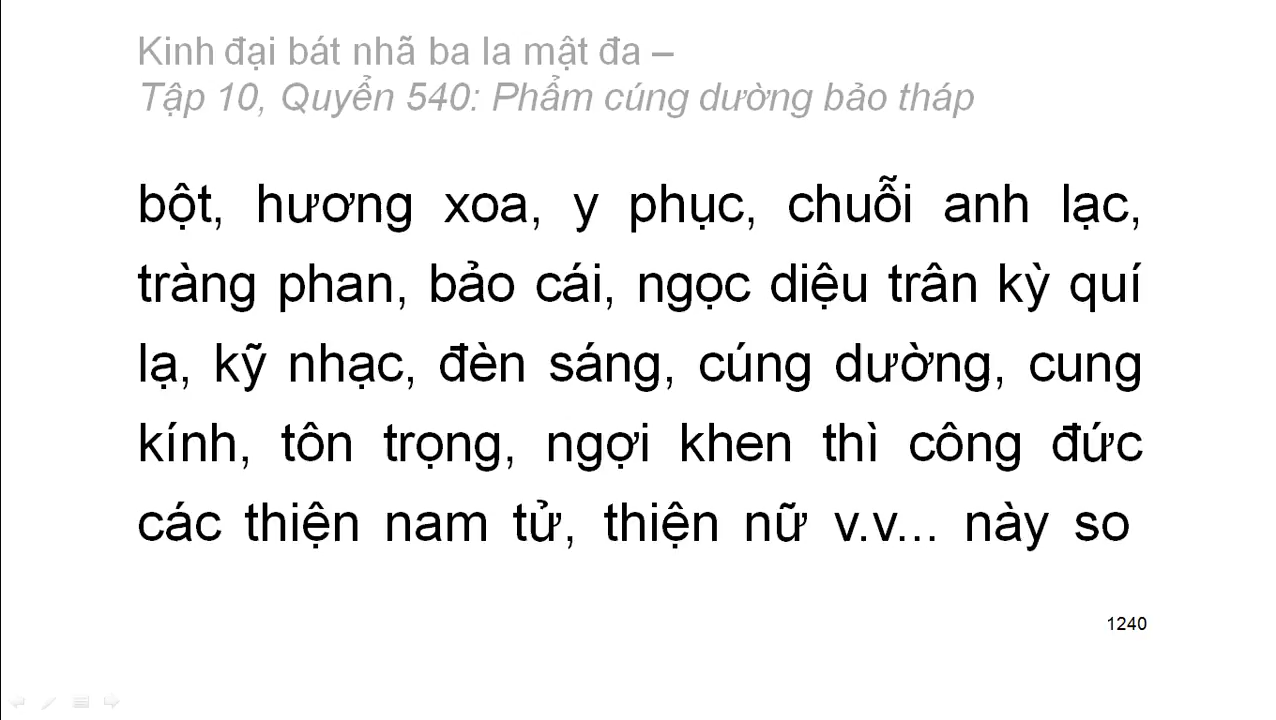 Kinh đại bát nhã ba la mật đa –
Tập 10, Quyển 540: Phẩm cúng dường bảo tháp
bột, hương xoa, y phục, chuỗi anh lạc,
tràng phan, bảo cái, ngọc diệu trân kỳ quí
lạ, kỹ nhạc, đèn sáng, cúng dường, cung
kính, tôn trọng, ngợi khen thì công đức
các thiện nam tử, thiện nữ v.v... này so
1240